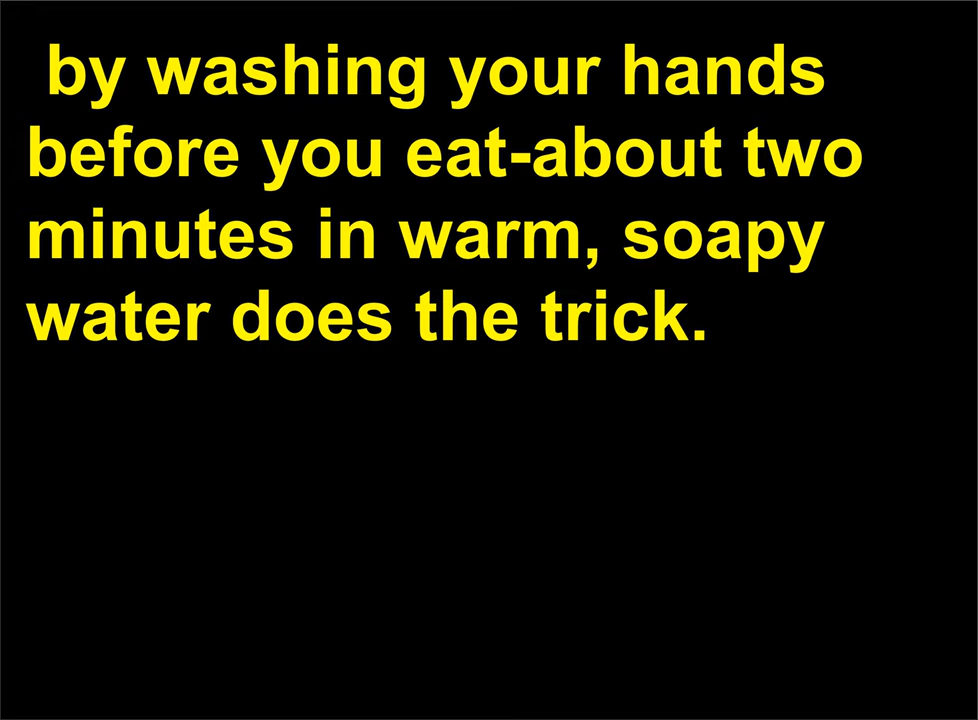 by washing your hands
before you eat-about two
minutes in warm, soapy
water does the trick.